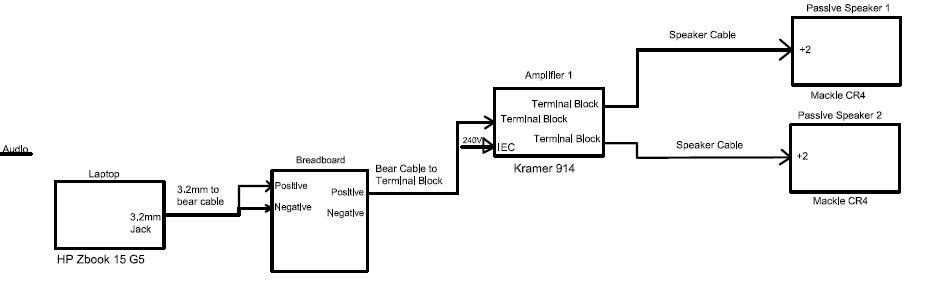 Passive Speaker 1
Speaker Cable
+2
Amplifier 1
Mackie CR4
Terminal Block
Passive Speaker 2
Terminal Block
240V
IEC
Terminal Block
Speaker Cable
+2
Audio
Breadboard
Bear Cable to
Terminal Block
Kramer 914
Laptop
3.2mm to
bear cable
Positive
Positive
Mackie CR4
Negative
Negative
3.2mm
Jack
HP Zbook 15 G5